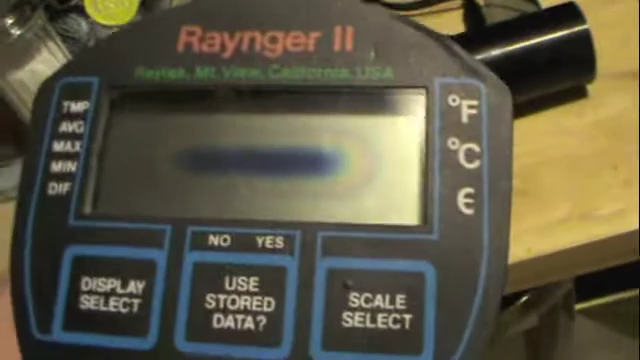 Raynger II
Raytek, Mt. View, California, USA
TMP
AVG
MAX
MIN
DIF
°F
°C
€
NO YES
DISPLAY
SELECT
USE
STORED
DATA?
SCALE
SELECT